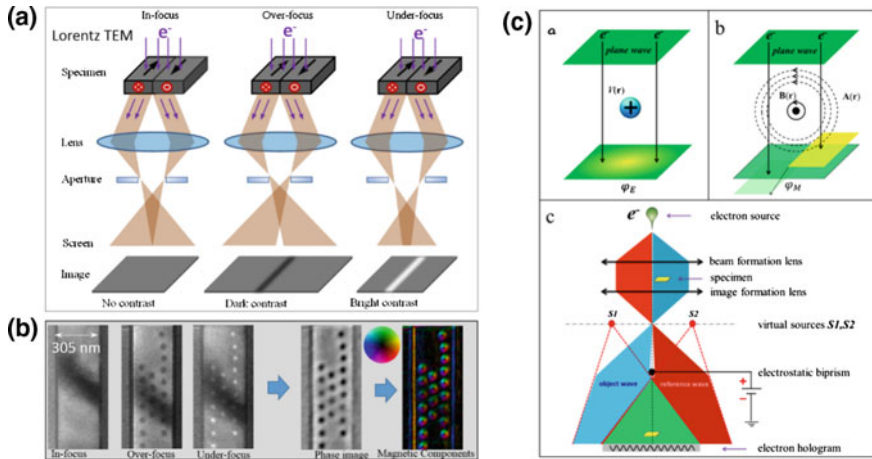 (a)
In-focus
Over-focus
Under-focus
Lorentz TEM
e-
e-
e-
Specimen
Lens
Aperture
Screen
Image
No contrast
Dark contrast
Bright contrast
(b)
305 nm
In-focus
Over-focus
Under-focus
Phase image
Magnetic Components
(c)
a
e-
e-
plane wave
V(r)
+
φE
b
e-
e-
plane wave
B(r)
A(r)
φM
c
e-
electron source
beam formation lens
specimen
image formation lens
S1
S2
virtual sources S1,S2
electrostatic biprism
object wave
reference wave
+
−
electron hologram